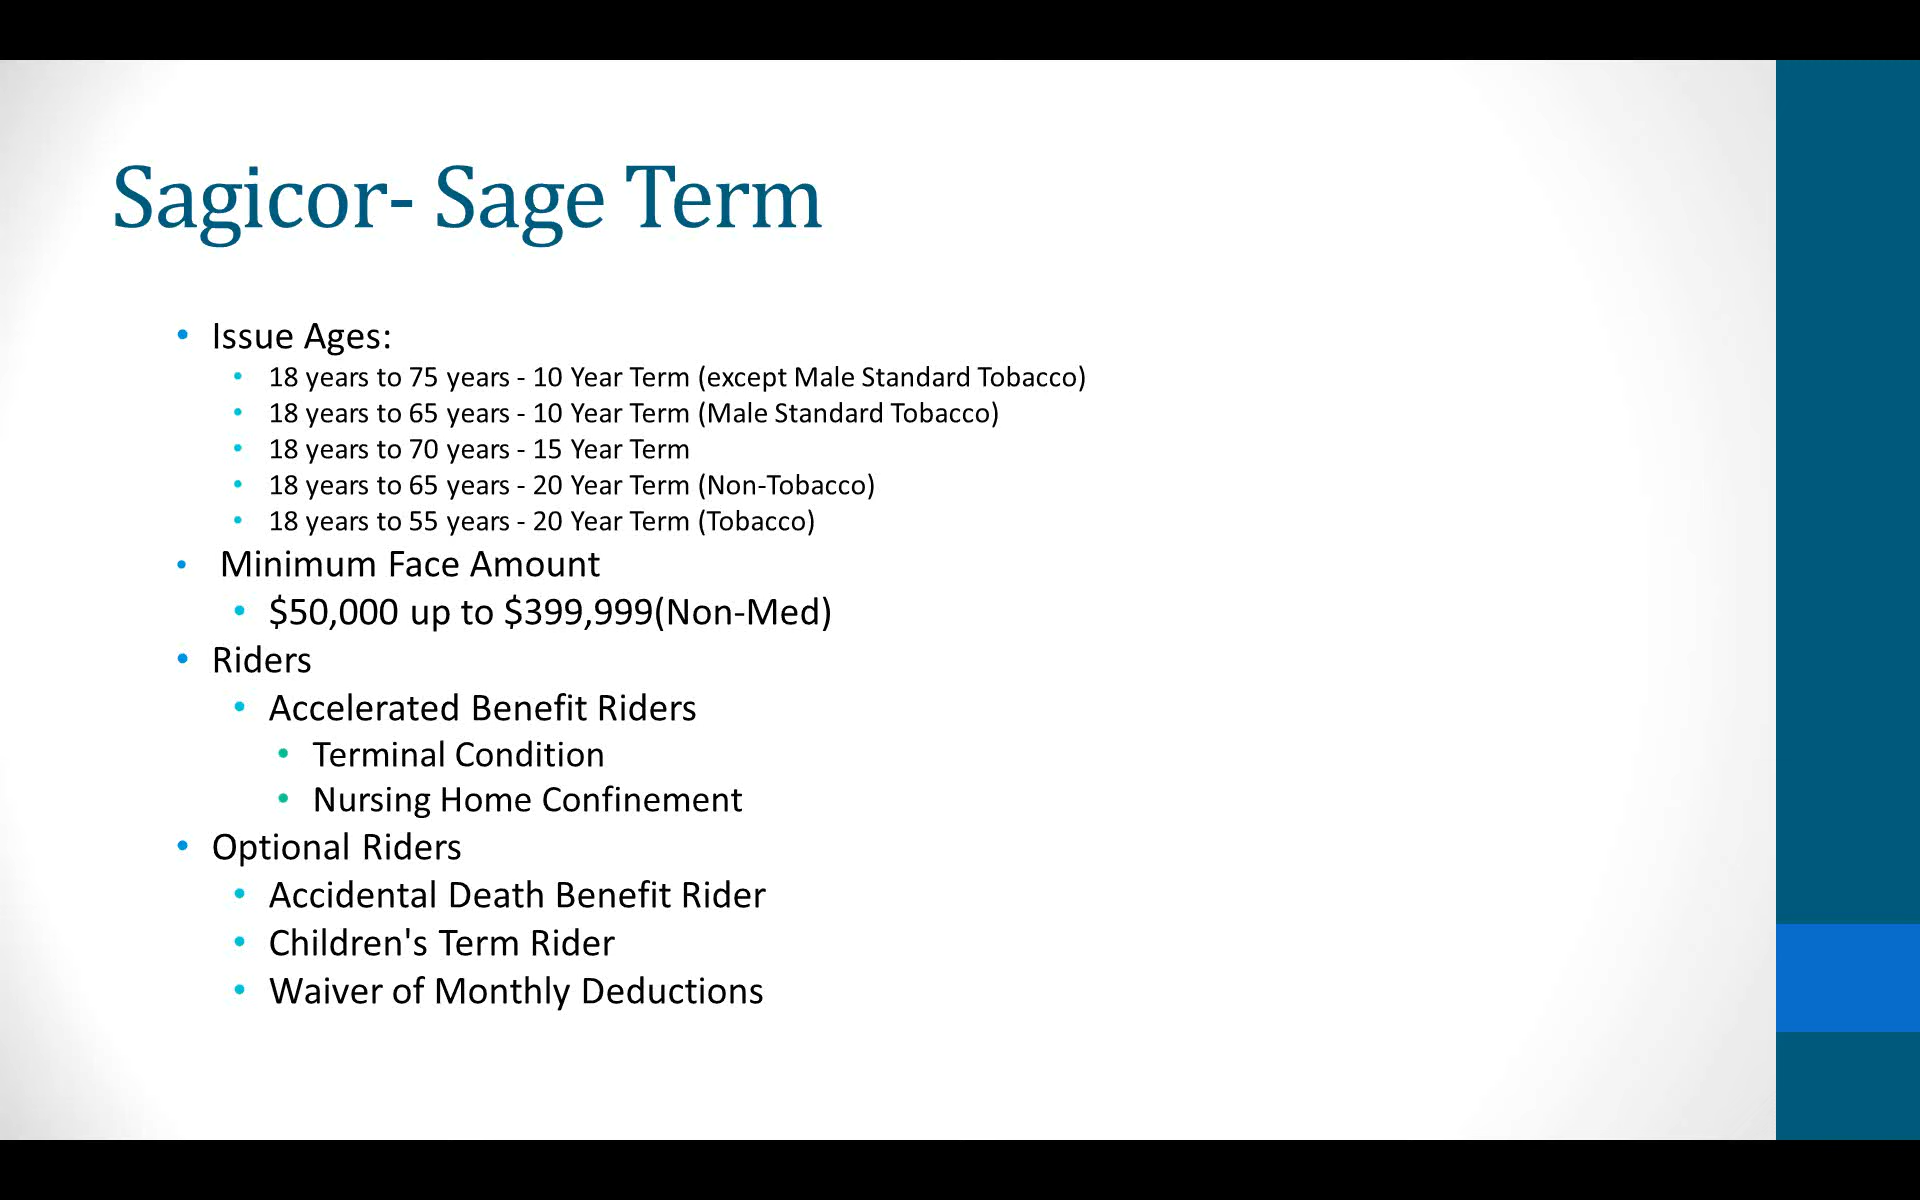 Sagicor- Sage Term
• Issue Ages:
• 18 years to 75 years - 10 Year Term (except Male Standard Tobacco)
• 18 years to 65 years - 10 Year Term (Male Standard Tobacco)
• 18 years to 70 years - 15 Year Term
• 18 years to 65 years - 20 Year Term (Non-Tobacco)
• 18 years to 55 years - 20 Year Term (Tobacco)
• Minimum Face Amount
• $50,000 up to $399,999(Non-Med)
• Riders
• Accelerated Benefit Riders
• Terminal Condition
• Nursing Home Confinement
• Optional Riders
• Accidental Death Benefit Rider
• Children's Term Rider
• Waiver of Monthly Deductions